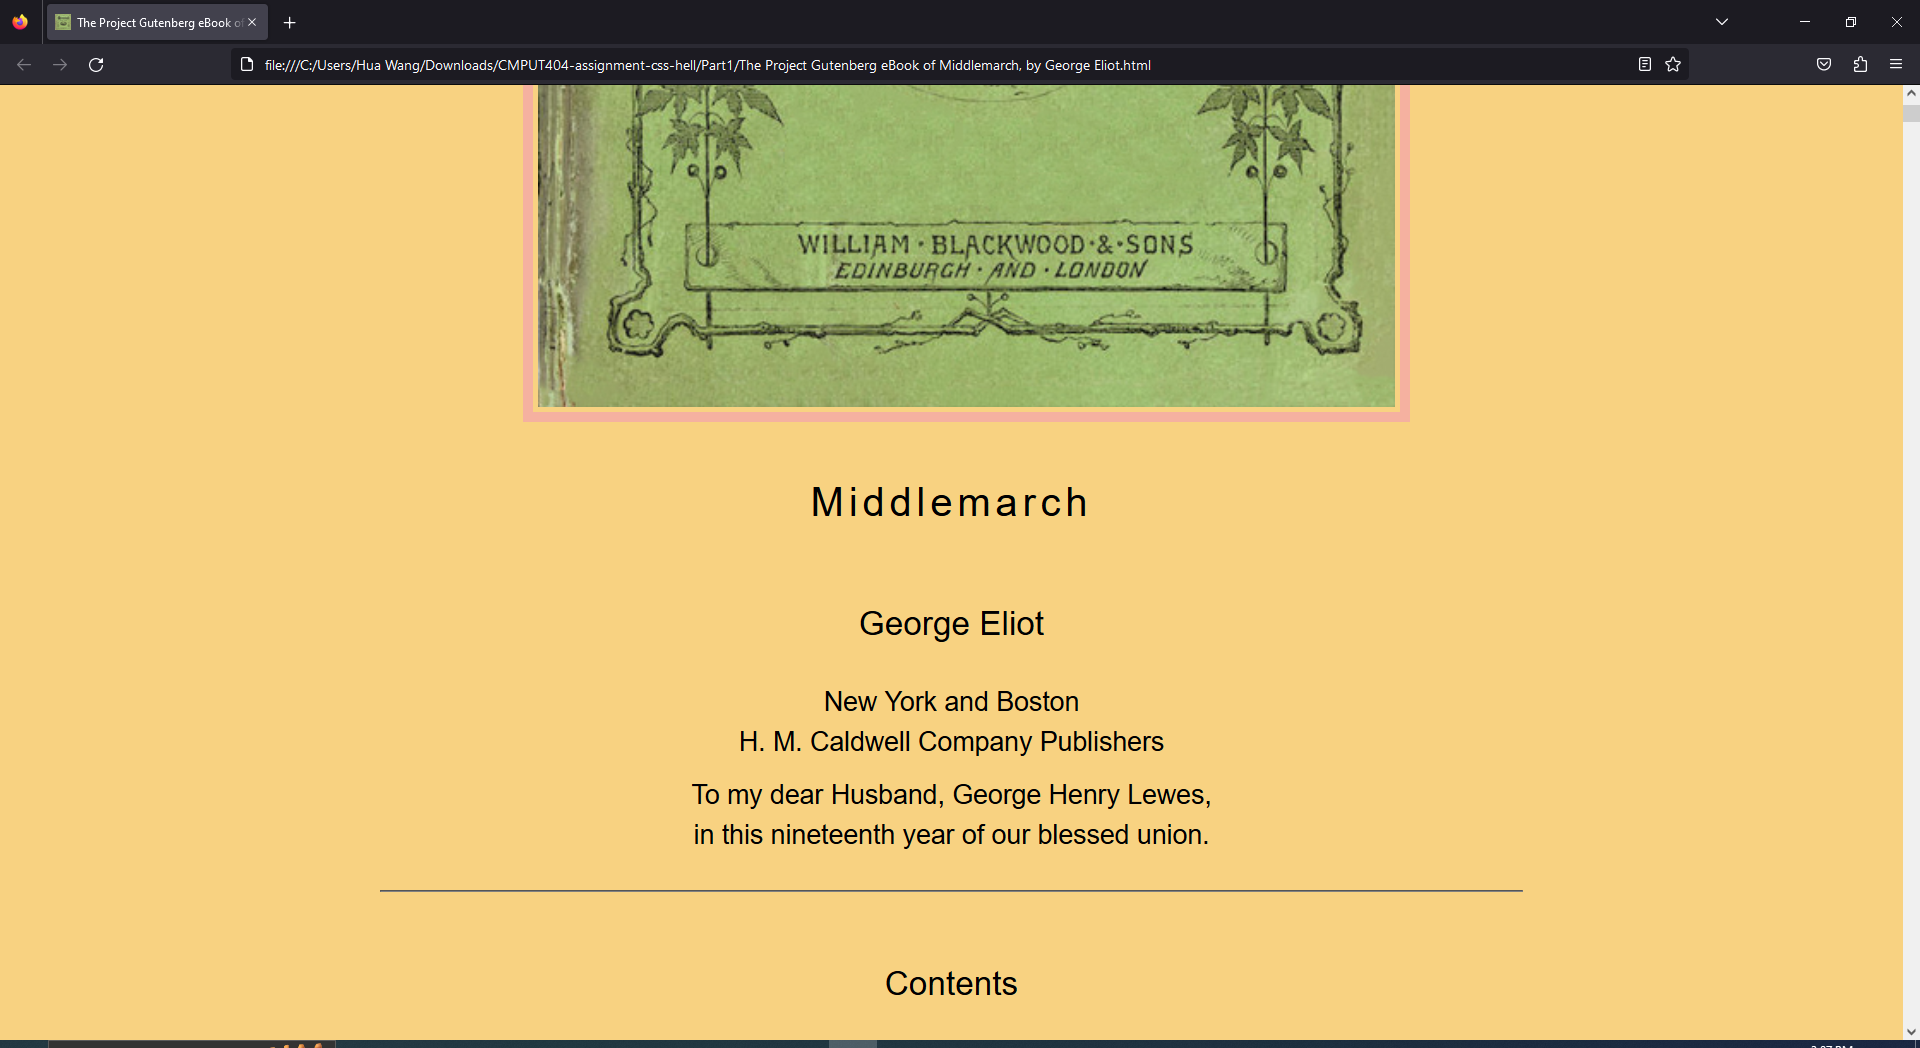 The Project Gutenberg eBook of
file:///C:/Users/Hua Wang/Downloads/CMPUT404-assignment-css-hell/Part1/The Project Gutenberg eBook of Middlemarch, by George Eliot.html
WILLIAM · BLACKWOOD · & · SONS
EDINBURGH · AND · LONDON
Middlemarch
George Eliot
New York and Boston
H. M. Caldwell Company Publishers
To my dear Husband, George Henry Lewes,
in this nineteenth year of our blessed union.
Contents